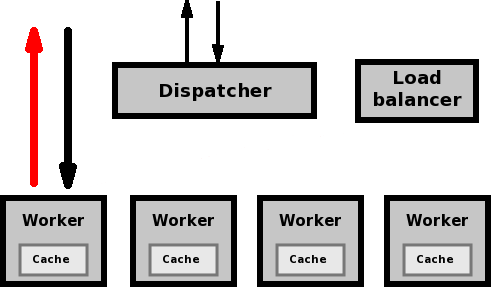 Dispatcher
Load
balancer
Worker
Worker
Worker
Worker
Cache
Cache
Cache
Cache